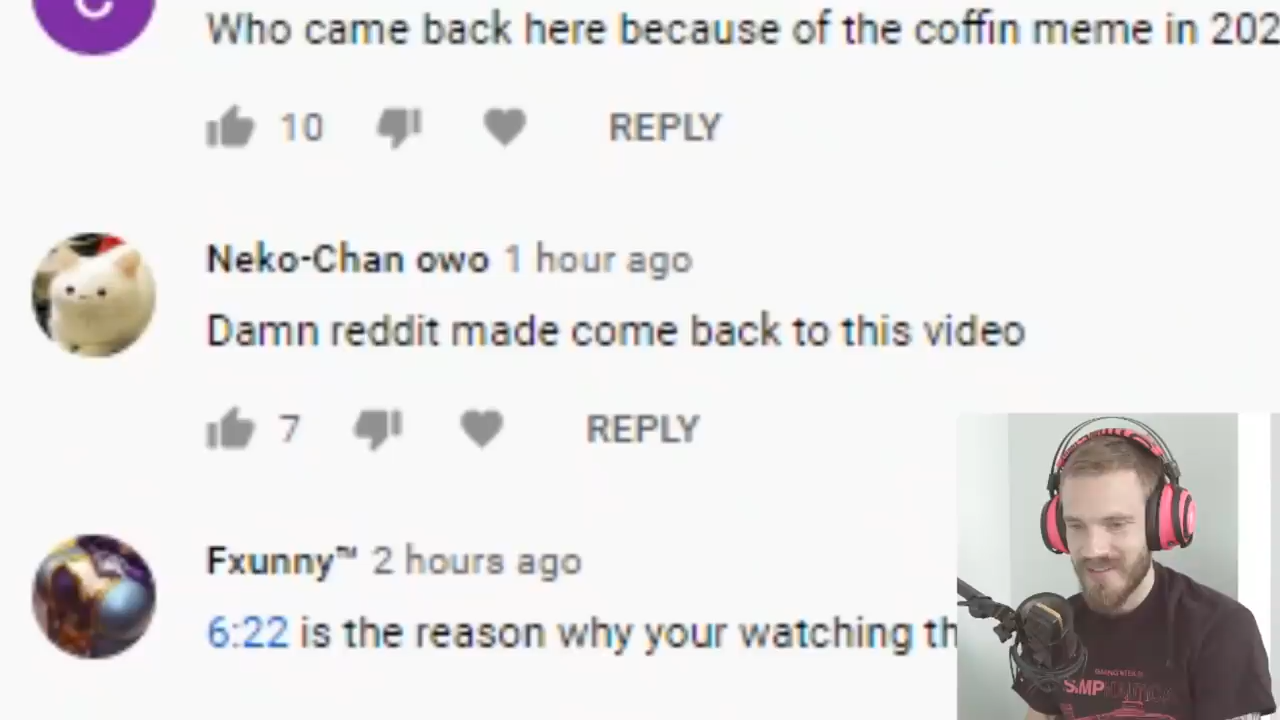 Who came back here because of the coffin meme in 202
10 REPLY
Neko-Chan owo 1 hour ago
Damn reddit made come back to this video
7 REPLY
Fxunny™ 2 hours ago
6:22 is the reason why your watching th